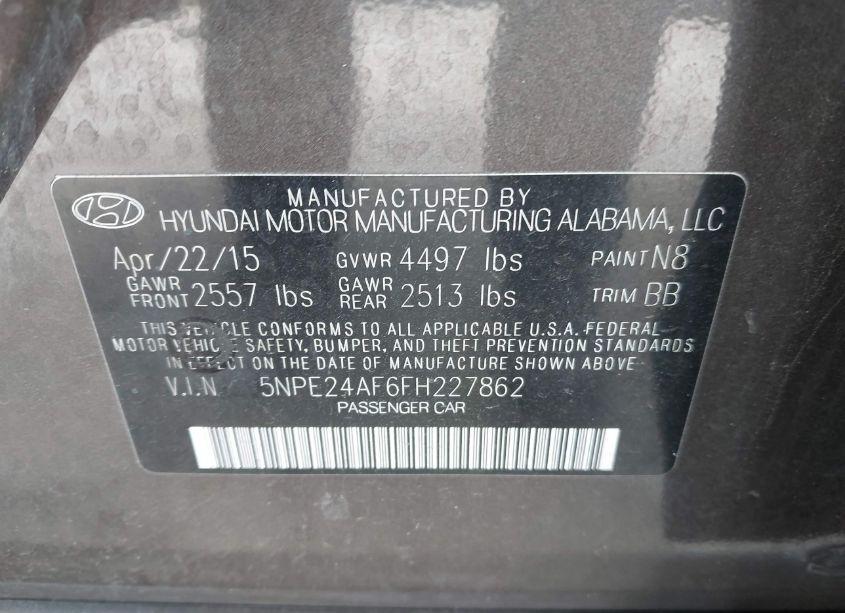 MANUFACTURED BY
HYUNDAI MOTOR MANUFACTURING ALABAMA, LLC
Apr/22/15 GVWR 4497 lbs PAINT N8
GAWR FRONT 2557 lbs GAWR REAR 2513 lbs TRIM BB
THIS VEHICLE CONFORMS TO ALL APPLICABLE U.S.A. FEDERAL
MOTOR VEHICLE SAFETY, BUMPER, AND THEFT PREVENTION STANDARDS
IN EFFECT ON THE DATE OF MANUFACTURE SHOWN ABOVE
V.I.N 5NPE24AF6FH227862
PASSENGER CAR